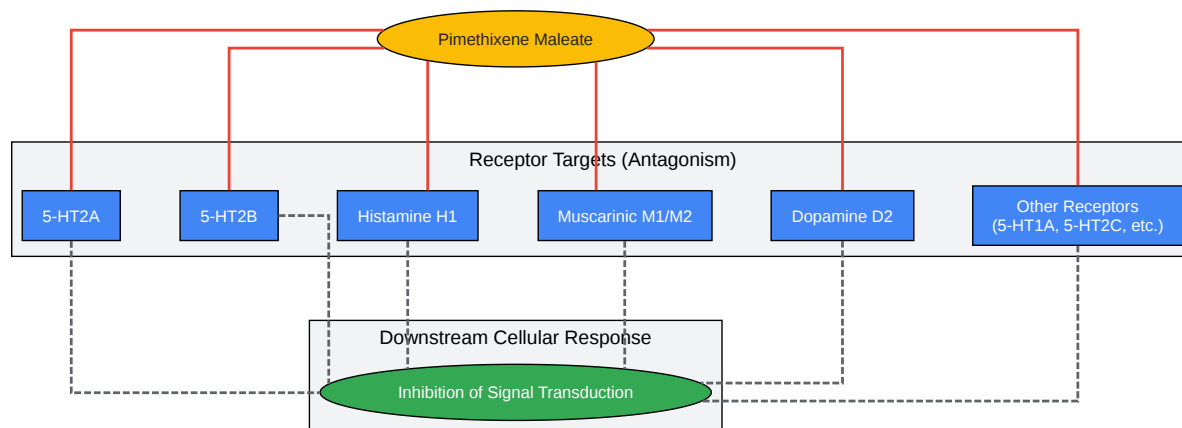 Pimethixene Maleate
Receptor Targets (Antagonism)
5-HT2A
5-HT2B
Histamine H1
Muscarinic M1/M2
Dopamine D2
Other Receptors
(5-HT1A, 5-HT2C, etc.)
Downstream Cellular Response
Inhibition of Signal Transduction